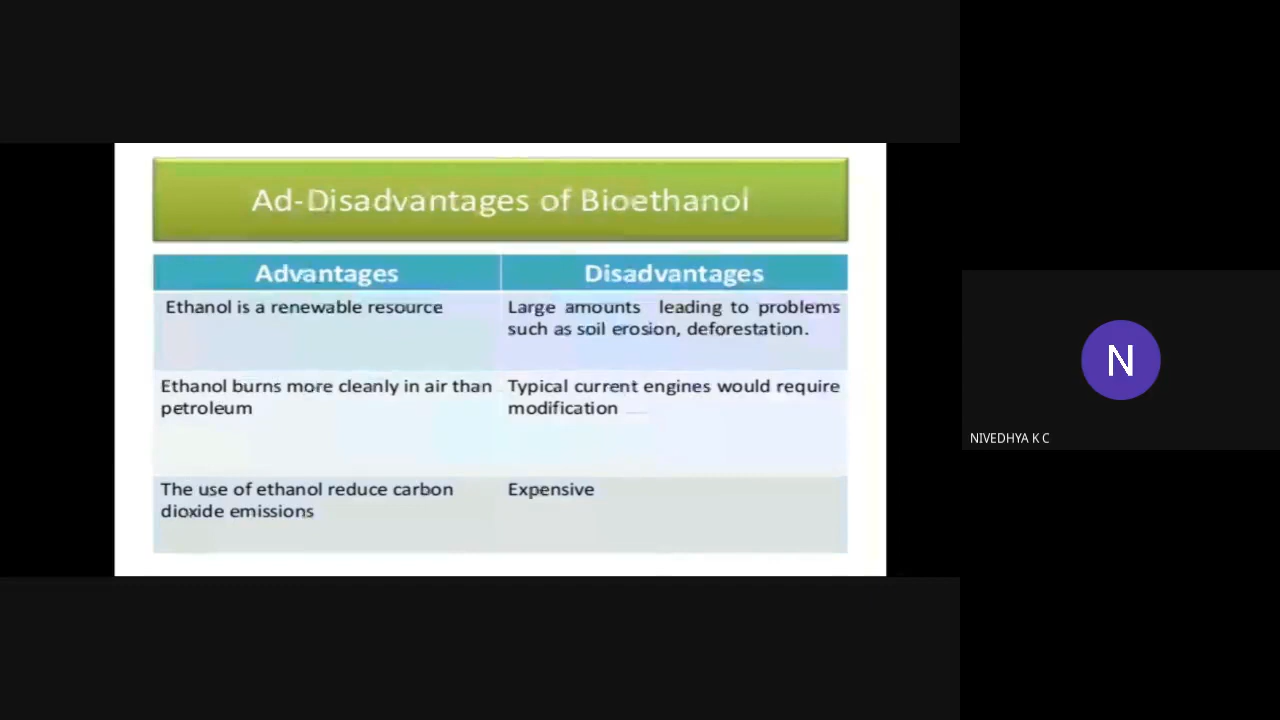 Ad-Disadvantages of Bioethanol
Advantages
Disadvantages
Ethanol is a renewable resource
Large amounts leading to problems
such as soil erosion, deforestation.
Ethanol burns more cleanly in air than
petroleum
Typical current engines would require
modification
The use of ethanol reduce carbon
dioxide emissions
Expensive
N
NIVEDHYA K C